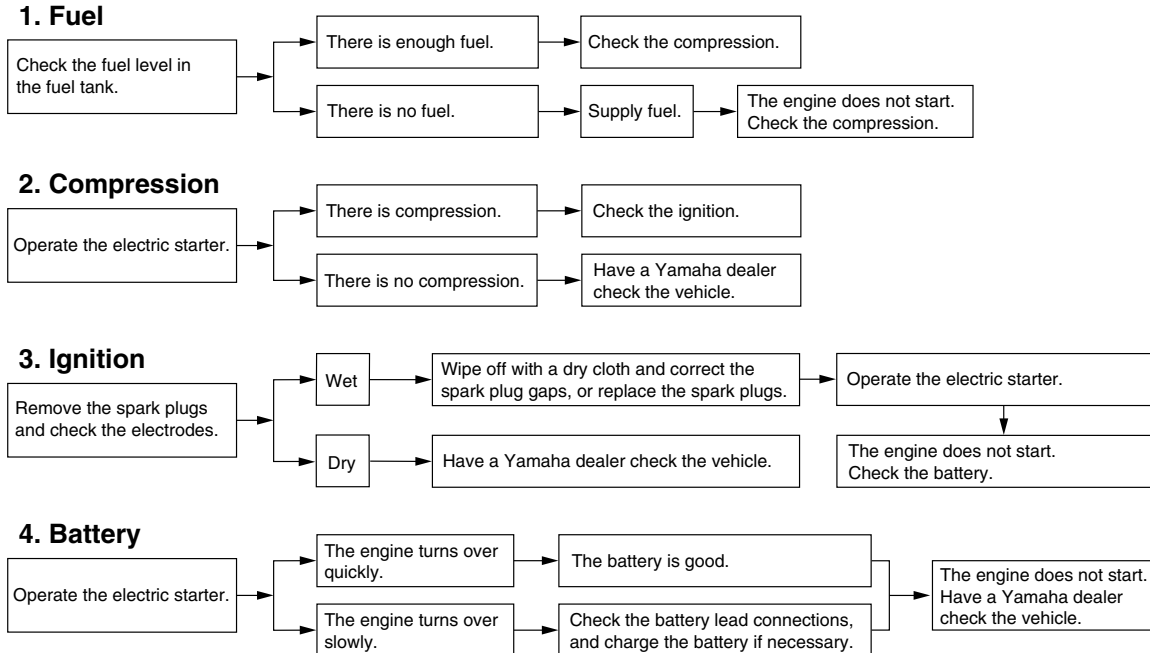 1. Fuel
Check the fuel level in
the fuel tank.
There is enough fuel.
Check the compression.
There is no fuel.
Supply fuel.
The engine does not start.
Check the compression.
2. Compression
Operate the electric starter.
There is compression.
Check the ignition.
There is no compression.
Have a Yamaha dealer
check the vehicle.
3. Ignition
Remove the spark plugs
and check the electrodes.
Wet
Wipe off with a dry cloth and correct the
spark plug gaps, or replace the spark plugs.
Operate the electric starter.
The engine does not start.
Check the battery.
Dry
Have a Yamaha dealer check the vehicle.
4. Battery
Operate the electric starter.
The engine turns over
quickly.
The battery is good.
The engine turns over
slowly.
Check the battery lead connections,
and charge the battery if necessary.
The engine does not start.
Have a Yamaha dealer
check the vehicle.